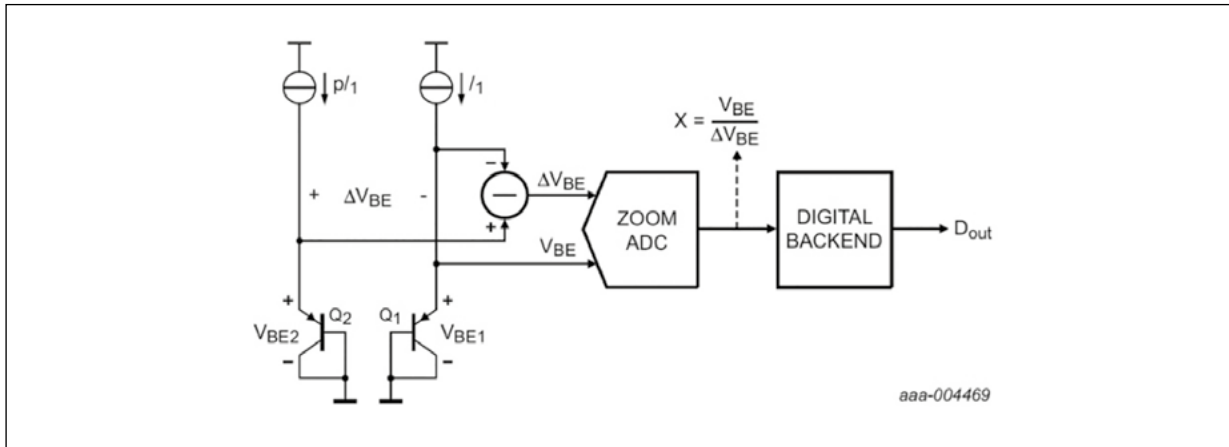 p/1
/1
X = VBE / ΔVBE
− ΔVBE
+ ΔVBE -
+
ZOOM ADC
DIGITAL BACKEND
Dout
VBE
+ Q2 Q1 +
VBE2 VBE1
− −
aaa-004469